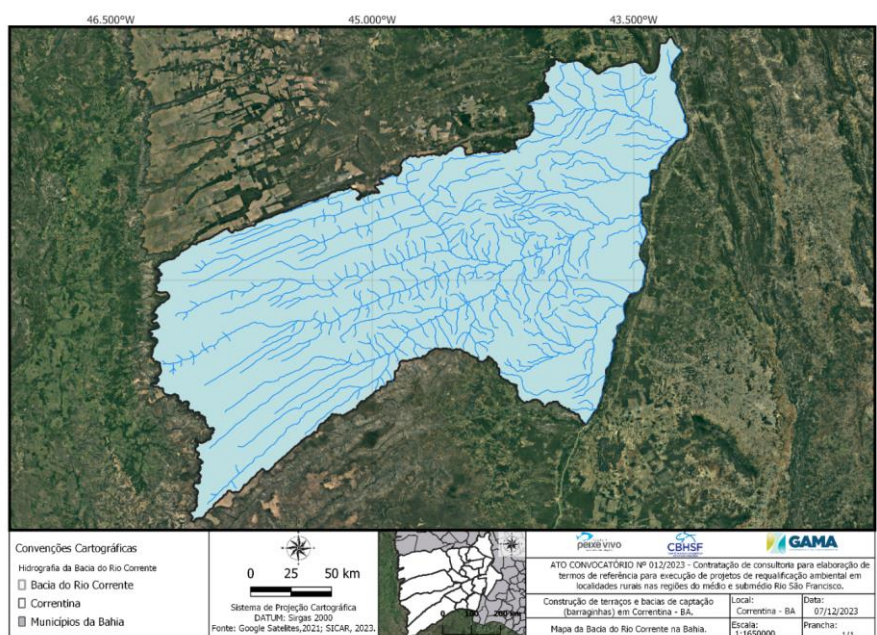 46.500°W 45.000°W 43.500°W
Convenções Cartográficas
Hidrografia da Bacia do Rio Corrente
Bacia do Rio Corrente
Correntina
Municípios da Bahia
0 25 50 km
Sistema de Projeção Cartográfica
DATUM: Sirgas 2000
Fonte: Google Satelites,2021; SICAR, 2023.
0 100 200 km
peixe vivo
CBHSF
GAMA
ATO CONVOCATÓRIO Nº 012/2023 - Contratação de consultoria para elaboração de
termos de referência para execução de projetos de requalificação ambiental em
localidades rurais nas regiões do médio e submédio Rio São Francisco.
Construção de terraços e bacias de captação
(barraginhas) em Correntina - BA.
Local:
Correntina - BA
Data:
07/12/2023
Mapa da Bacia do Rio Corrente na Bahia.
Escala:
1:1650000
Prancha:
1/1